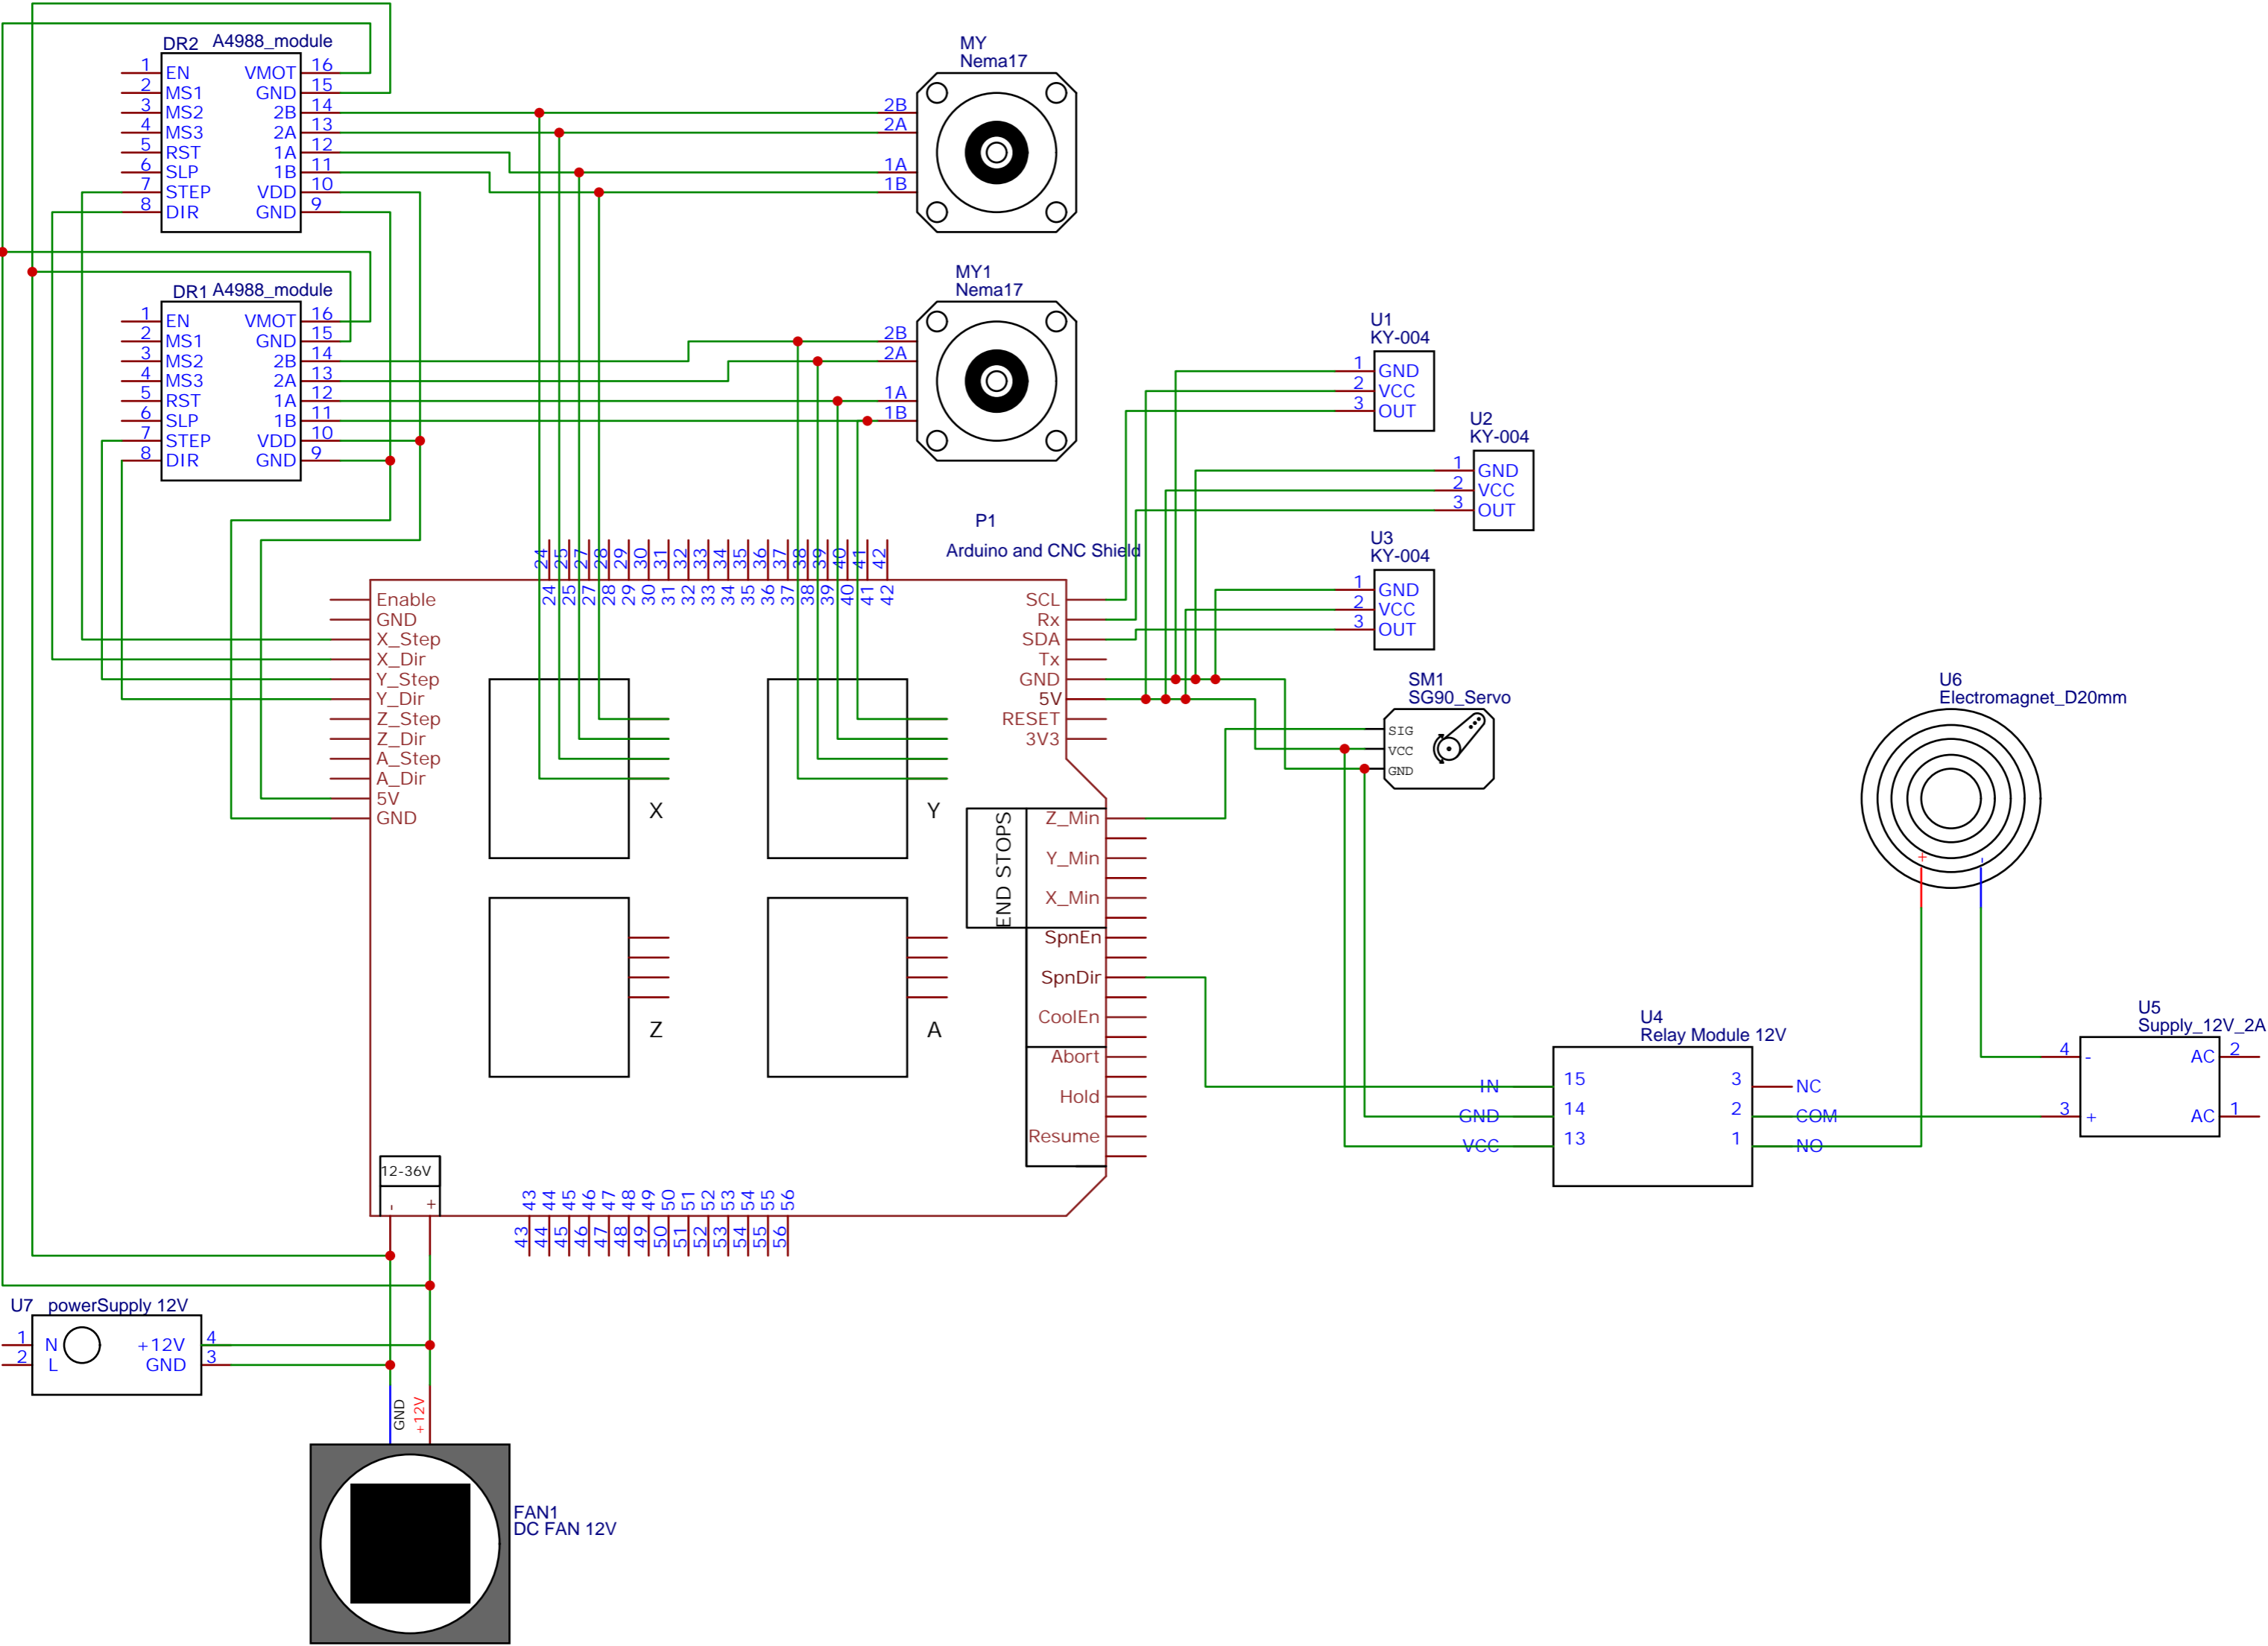 DR2 A4988_module
1 EN VMOT 16
2 MS1 GND 15
3 MS2 2B 14
4 MS3 2A 13
5 RST 1A 12
6 SLP 1B 11
7 STEP VDD 10
8 DIR GND 9
MY
Nema17
2B
2A
1A
1B
DR1 A4988_module
1 EN VMOT 16
2 MS1 GND 15
3 MS2 2B 14
4 MS3 2A 13
5 RST 1A 12
6 SLP 1B 11
7 STEP VDD 10
8 DIR GND 9
MY1
Nema17
2B
2A
1A
1B
U1
KY-004
1 GND
2 VCC
3 OUT
U2
KY-004
1 GND
2 VCC
3 OUT
U3
KY-004
1 GND
2 VCC
3 OUT
P1
Arduino and CNC Shield
24 25 27 28 29 30 31 32 33 34 35 36 37 38 39 40 41 42
24 25 27 28 29 30 31 32 33 34 35 36 37 38 39 40 41 42
Enable
GND
X_Step
X_Dir
Y_Step
Y_Dir
Z_Step
Z_Dir
A_Step
A_Dir
5V
GND
SCL
Rx
SDA
Tx
GND
5V
RESET
3V3
X
Y
Z
A
END STOPS
Z_Min
Y_Min
X_Min
SpnEn
SpnDir
CoolEn
Abort
Hold
Resume
12-36V
- +
43 44 45 46 47 48 49 50 51 52 53 54 55 56
43 44 45 46 47 48 49 50 51 52 53 54 55 56
SM1
SG90_Servo
SIG
VCC
GND
U6
Electromagnet_D20mm
+ -
U4
Relay Module 12V
IN 15 3 NC
GND 14 2 COM
VCC 13 1 NO
U5
Supply_12V_2A
4 - AC 2
3 + AC 1
U7 powerSupply 12V
1 N +12V 4
2 L GND 3
GND
+12V
FAN1
DC FAN 12V